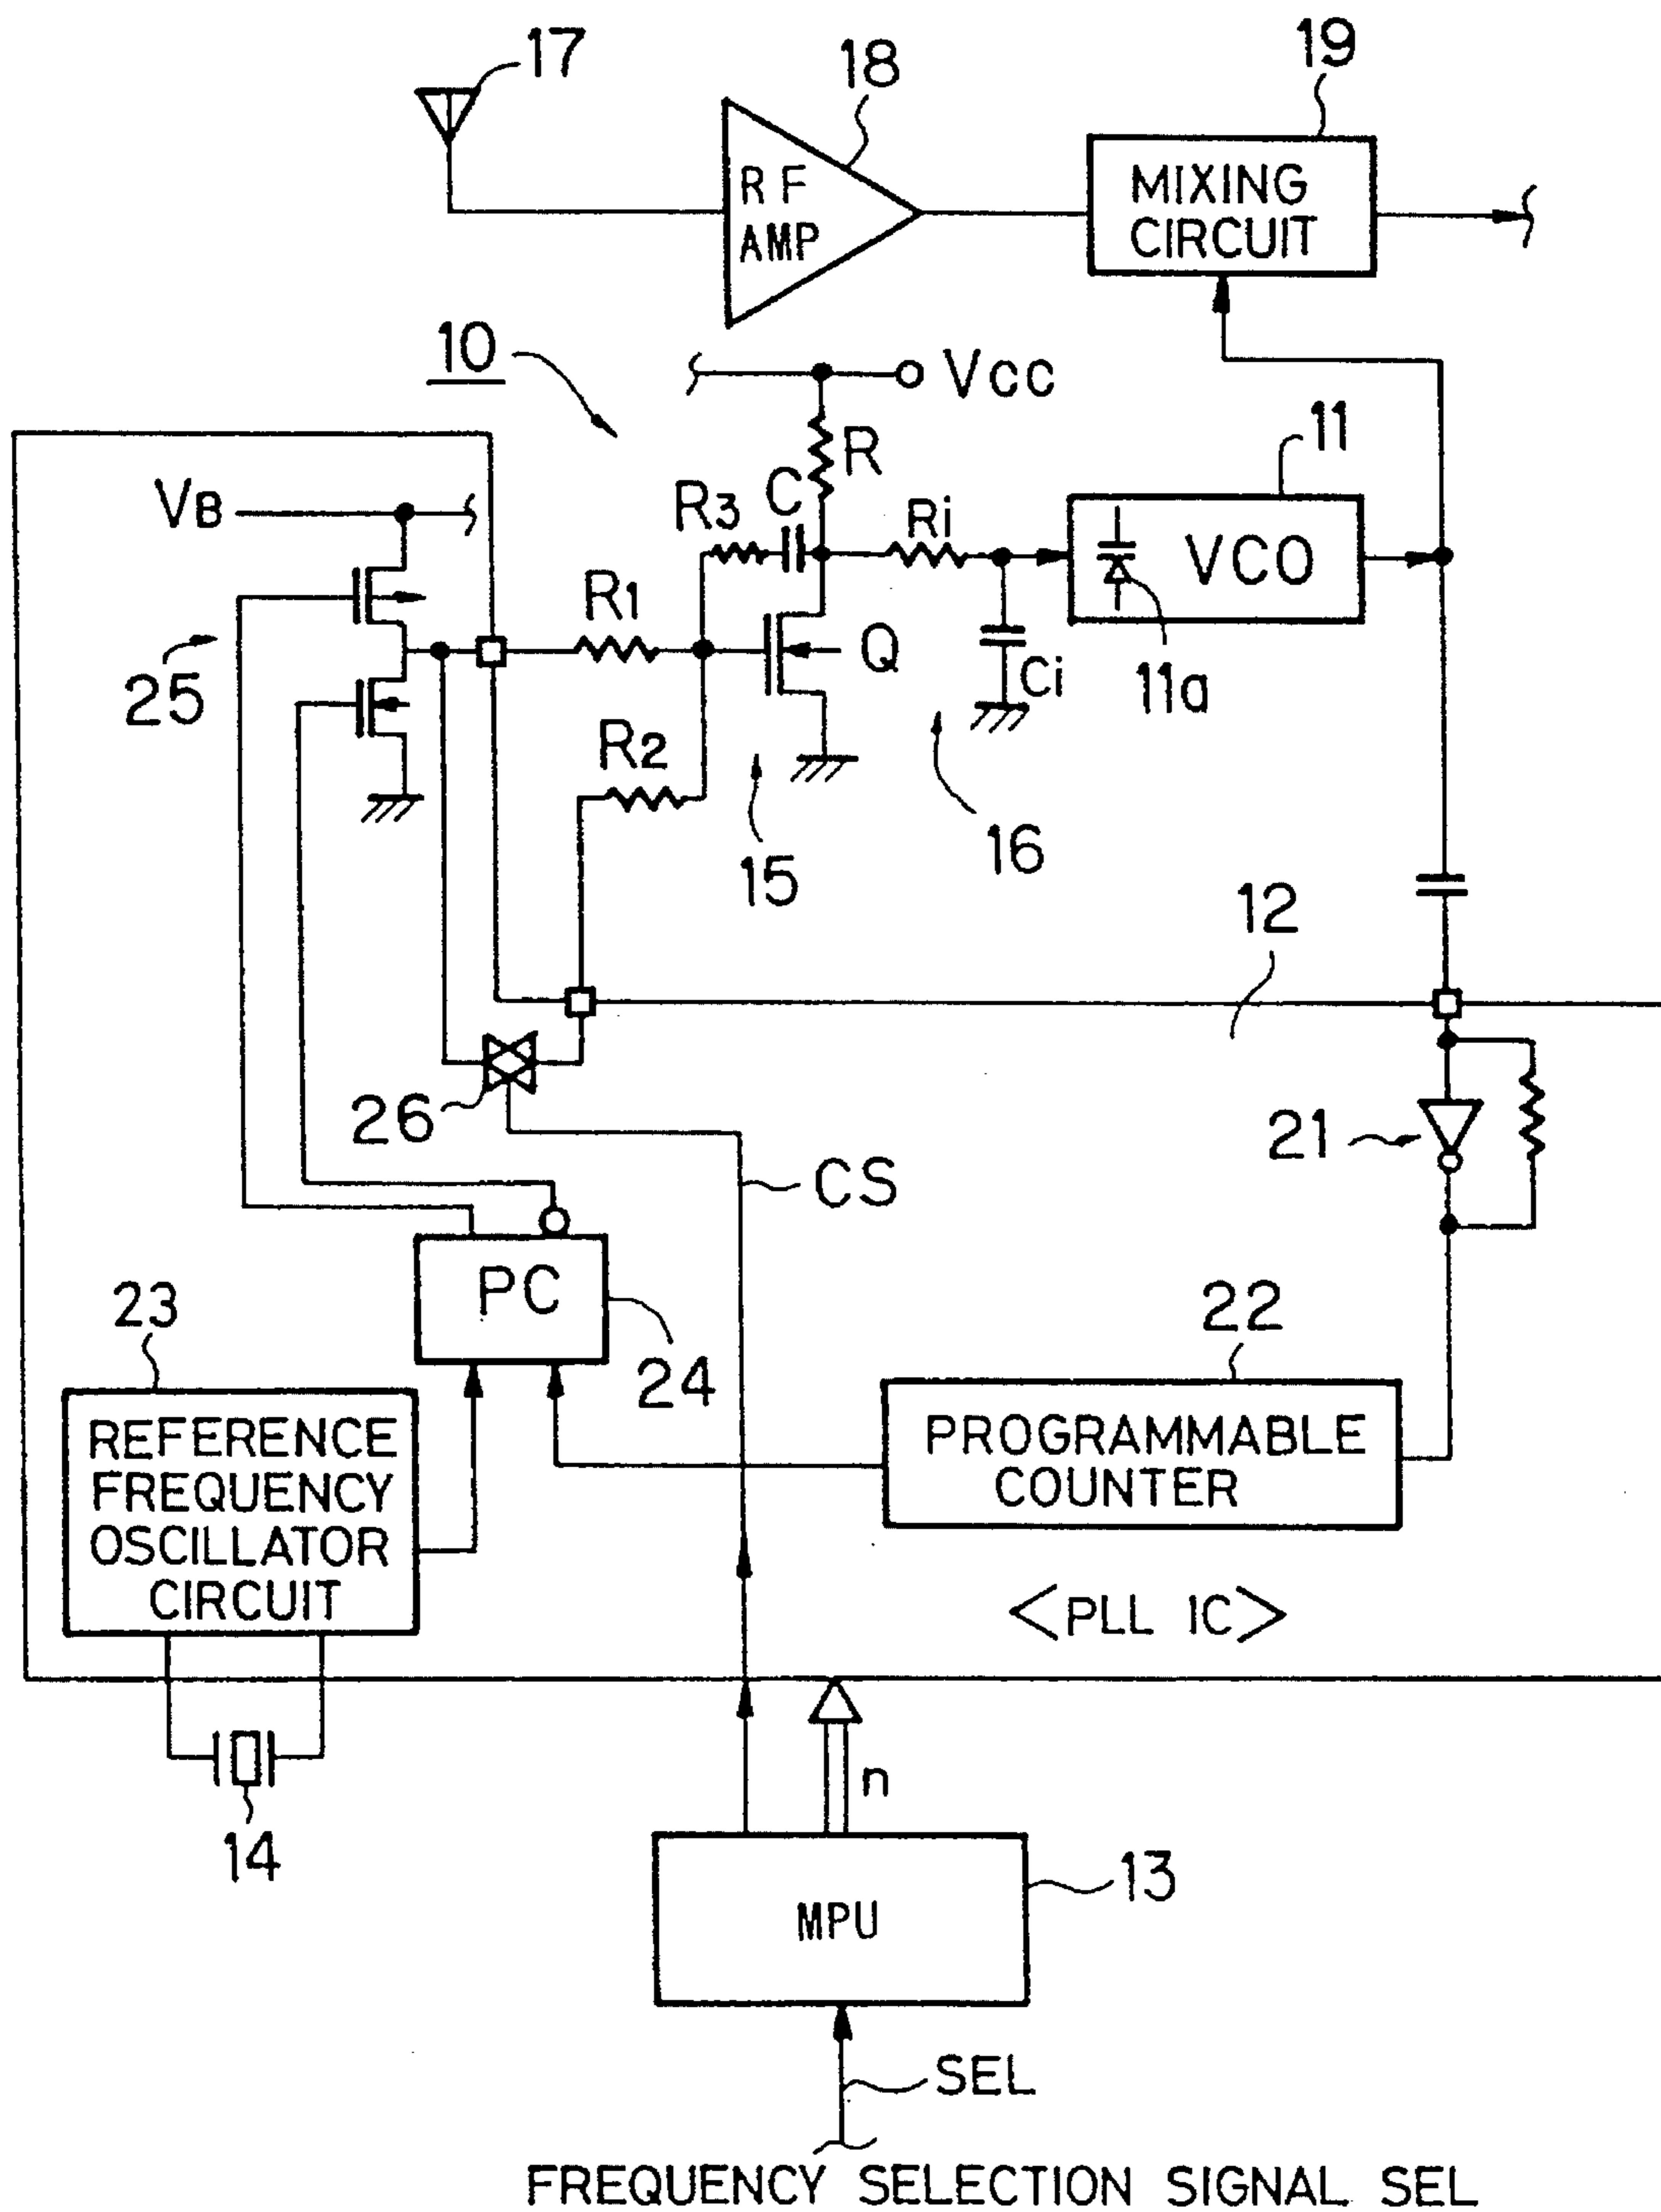 17
18
19
RF
AMP
MIXING
CIRCUIT
10
Vcc
11
VB
R
C
R3
Ri
VCO
R1
Q
Ci
11a
25
R2
15
16
12
26
CS
21
PC
23
24
22
REFERENCE
FREQUENCY
OSCILLATOR
CIRCUIT
PROGRAMMABLE
COUNTER
<PLL IC>
n
14
13
MPU
SEL
FREQUENCY SELECTION SIGNAL SEL